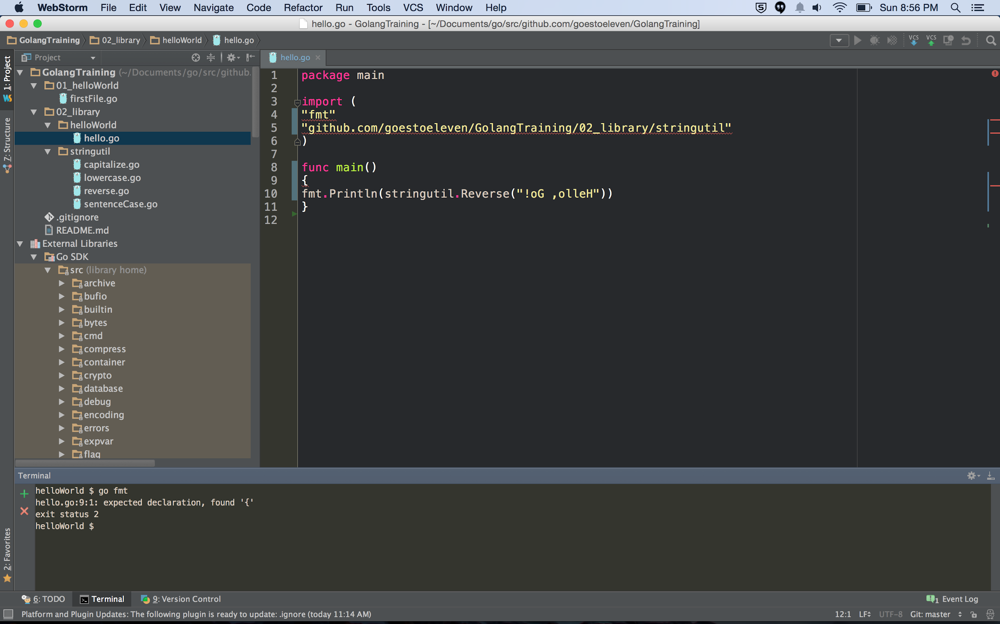 WebStorm File Edit View Navigate Code Refactor Run Tools VCS Window Help Sun 8:56 PM
hello.go - GolangTraining - [~/Documents/go/src/github.com/goestoeleven/GolangTraining]
GolangTraining 02_library helloWorld hello.go VCS VCS
1: Project
WS
7: Structure
2: Favorites
Project
GolangTraining (~/Documents/go/src/github.
01_helloWorld
firstFile.go
02_library
helloWorld
hello.go
stringutil
capitalize.go
lowercase.go
reverse.go
sentenceCase.go
.gitignore
README.md
External Libraries
Go SDK
src (library home)
archive
bufio
builtin
bytes
cmd
compress
container
crypto
database
debug
encoding
errors
expvar
flag
hello.go
1 package main
2
3 import (
4 "fmt"
5 "github.com/goestoeleven/GolangTraining/02_library/stringutil"
6 )
7
8 func main()
9 {
10 fmt.Println(stringutil.Reverse("!oG ,olleH"))
11 }
12
Terminal
helloWorld $ go fmt
hello.go:9:1: expected declaration, found '{'
exit status 2
helloWorld $
6: TODO Terminal 9: Version Control 1 Event Log
Platform and Plugin Updates: The following plugin is ready to update: .ignore (today 11:14 AM) 12:1 LF UTF-8 Git: master